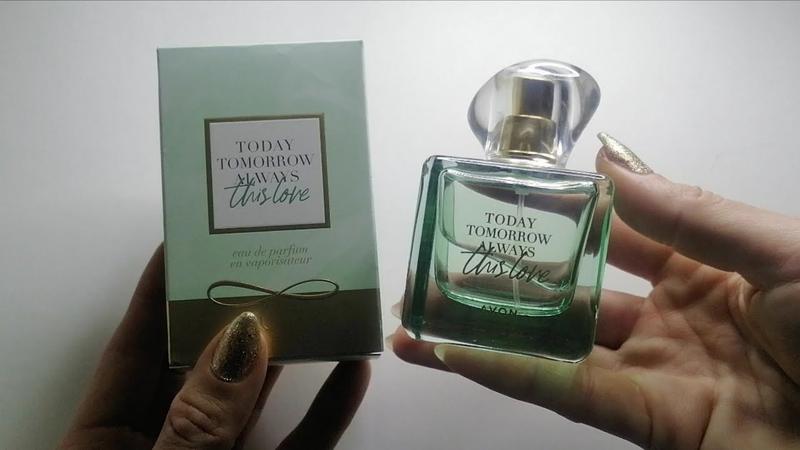 TODAY
TOMORROW
ALWAYS
this love
eau de parfum
en vaporisateur
TODAY
TOMORROW
ALWAYS
this love
AVON